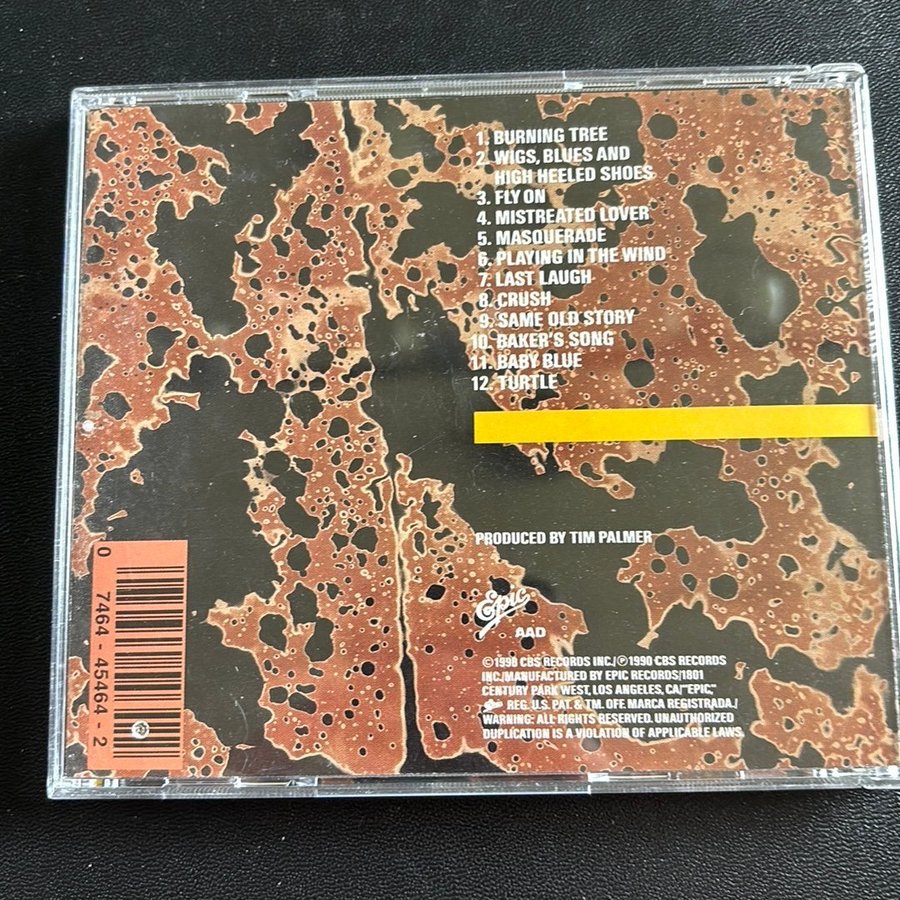 1. BURNING TREE
2. WIGS, BLUES AND
HIGH HEELED SHOES
3. FLY ON
4. MISTREATED LOVER
5. MASQUERADE
6. PLAYING IN THE WIND
7. LAST LAUGH
8. CRUSH
9. SAME OLD STORY
10. BAKER'S SONG
11. BABY BLUE
12. TURTLE
PRODUCED BY TIM PALMER
Epic
AAD
©1990 CBS RECORDS INC./℗1990 CBS RECORDS
INC./MANUFACTURED BY EPIC RECORDS/1801
CENTURY PARK WEST, LOS ANGELES, CA/"EPIC,"
Epic REG. U.S. PAT. & TM. OFF. MARCA REGISTRADA./
WARNING: ALL RIGHTS RESERVED. UNAUTHORIZED
DUPLICATION IS A VIOLATION OF APPLICABLE LAWS.
0 7464-45464-2